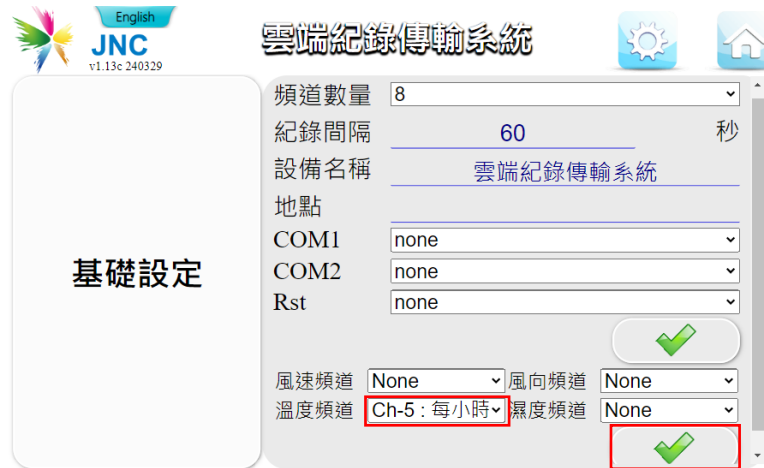 English
JNC
v1.13c 240329
雲端紀錄傳輸系統
基礎設定
頻道數量 8
紀錄間隔 60 秒
設備名稱 雲端紀錄傳輸系統
地點
COM1 none
COM2 none
Rst none
風速頻道 None 風向頻道 None
溫度頻道 Ch-5 : 每小時 濕度頻道 None